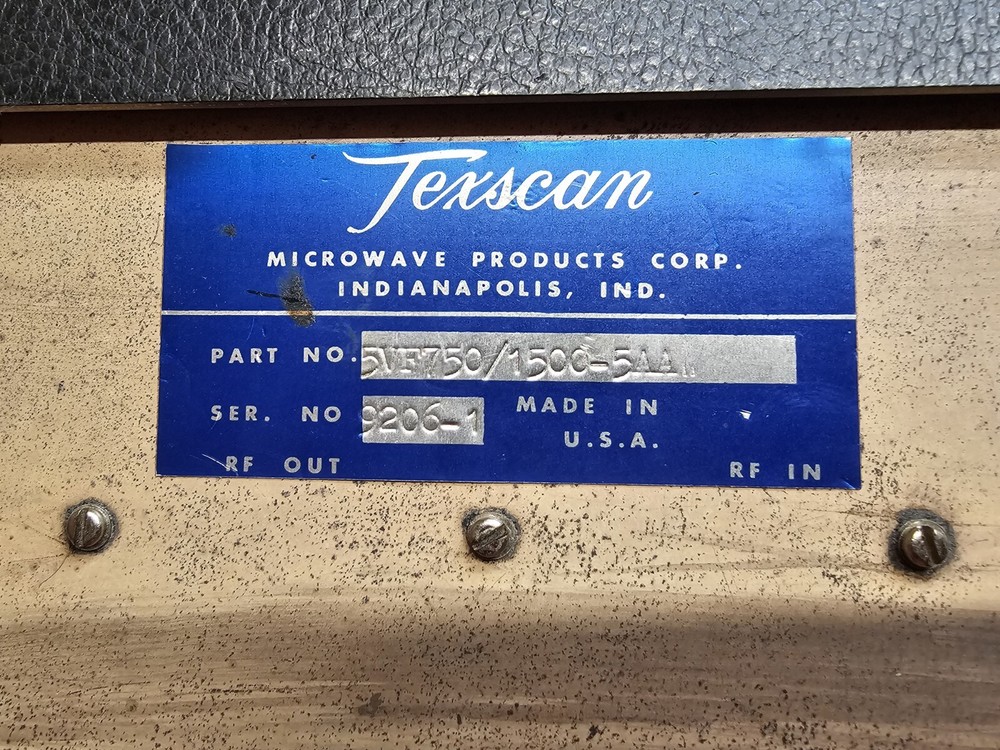 Texscan
MICROWAVE PRODUCTS CORP.
INDIANAPOLIS, IND.
PART NO. 5VF750/1500-5AA
SER. NO 9206-1 MADE IN
U.S.A.
RF OUT RF IN